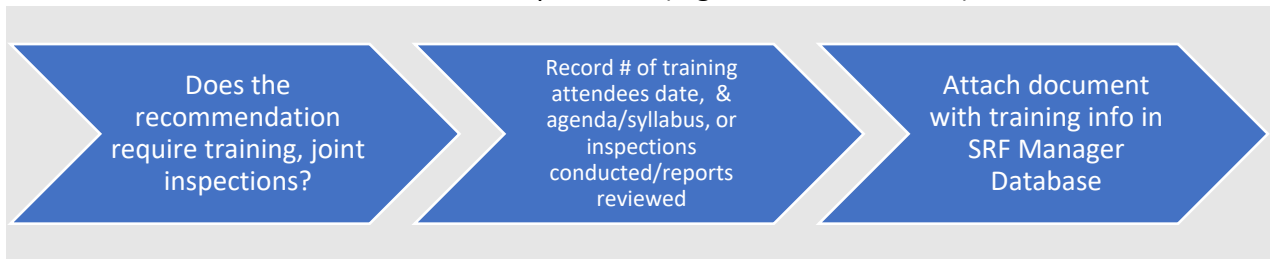 Does the
recommendation
require training, joint
inspections?
Record # of training
attendees date,  &
agenda/syllabus, or
inspections
conducted/reports
reviewed
Attach document
with training info in
SRF Manager
Database